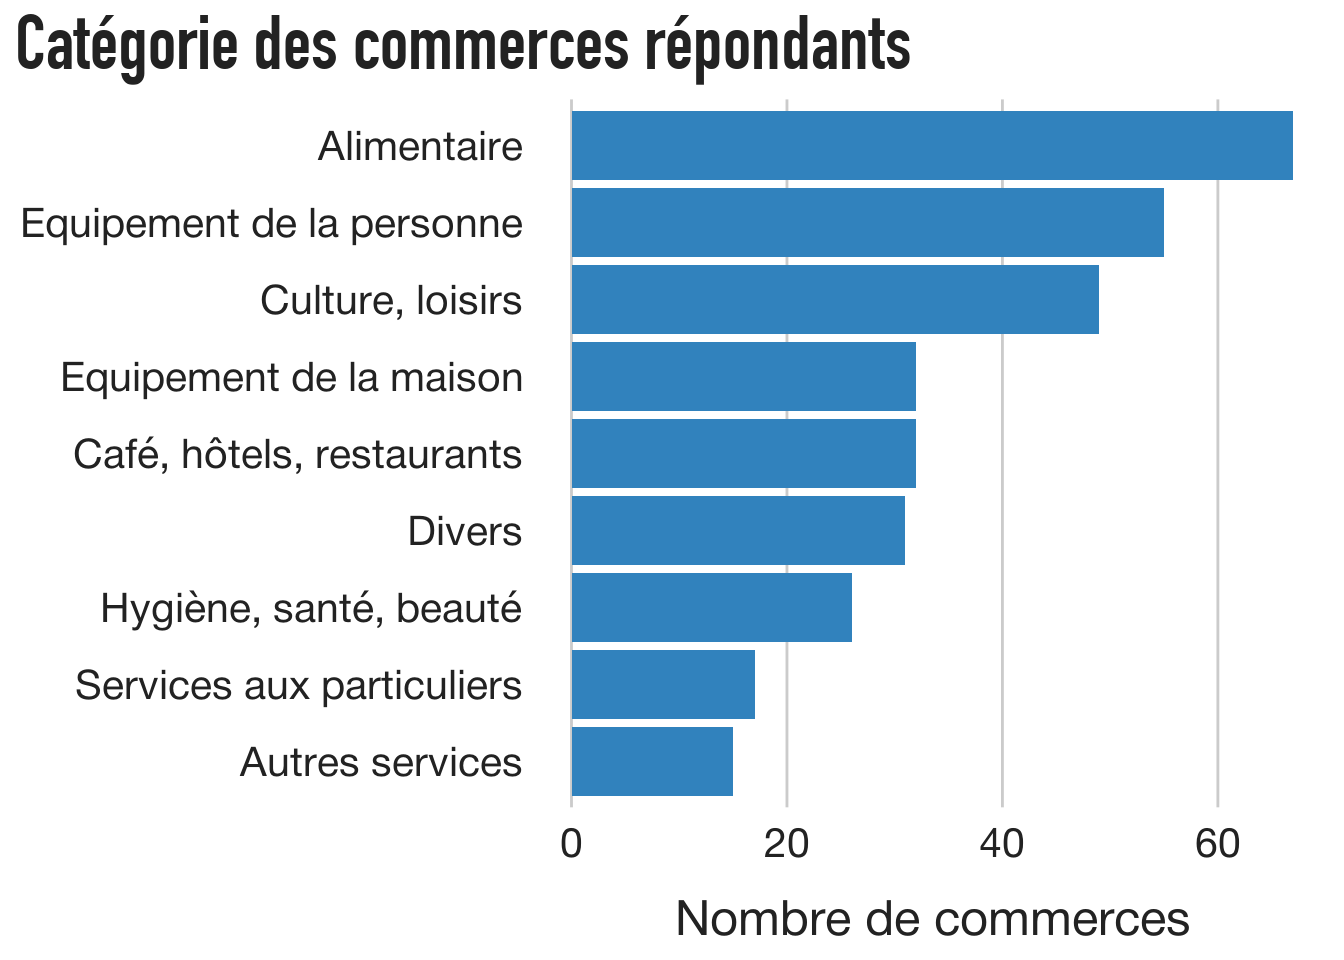 Catégorie des commerces répondants
Alimentaire
Equipement de la personne
Culture, loisirs
Equipement de la maison
Café, hôtels, restaurants
Divers
Hygiène, santé, beauté
Services aux particuliers
Autres services
0 20 40 60
Nombre de commerces